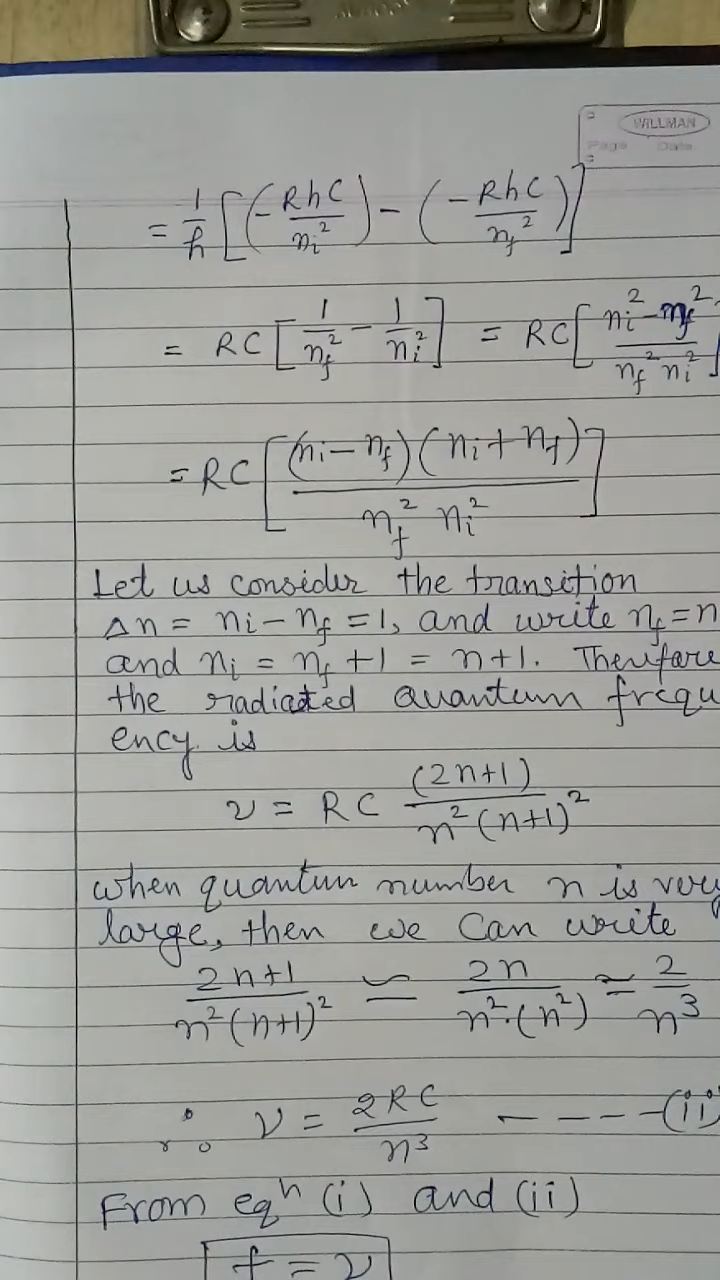 WILLMAN
Page Date
= 1/h [(-RhC/ni²) - (-RhC/nf²)]
= RC [1/nf² - 1/ni²] = RC [ni² - nf² / nf² ni²]
= RC [(ni - nf)(ni + nf) / nf² ni²]
Let us consider the transition
Δn = ni - nf = 1, and write nf = n
and ni = nf + 1 = n+1. Therefore
the radiated quantum frequ
ency is
ν = RC (2n+1) / n²(n+1)²
when quantum number n is very
large, then we can write
2n+1 / n²(n+1)² ≃ 2n / n²·(n²) ≃ 2/n³
∴ ν = 2RC / n³ - - - - (ii)
From eqⁿ (i) and (ii)
f = ν